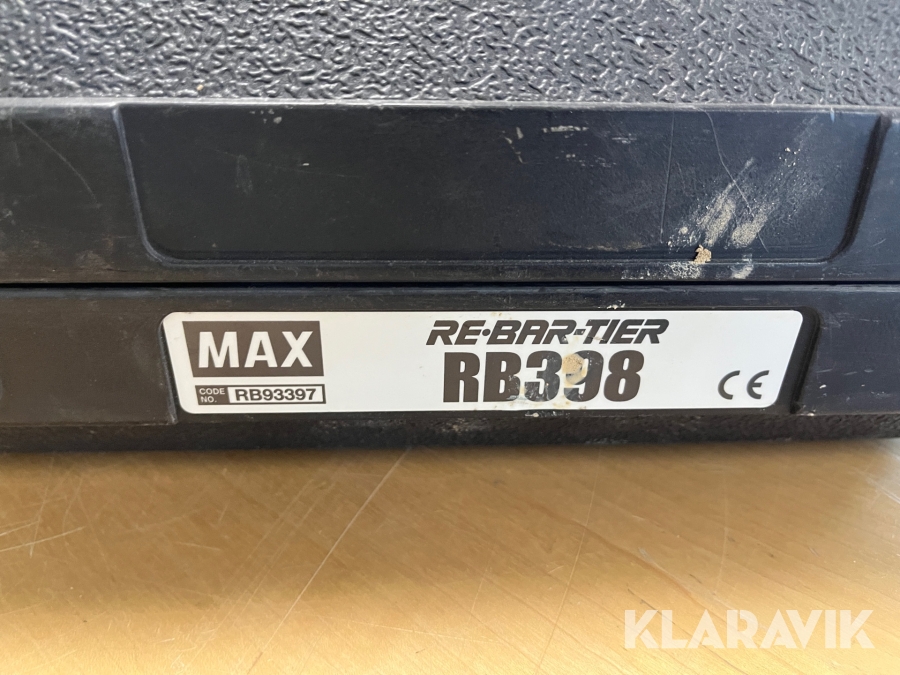 MAX
CODE NO. RB93397
RE·BAR-TIER
RB398
CE
KLARAVIK